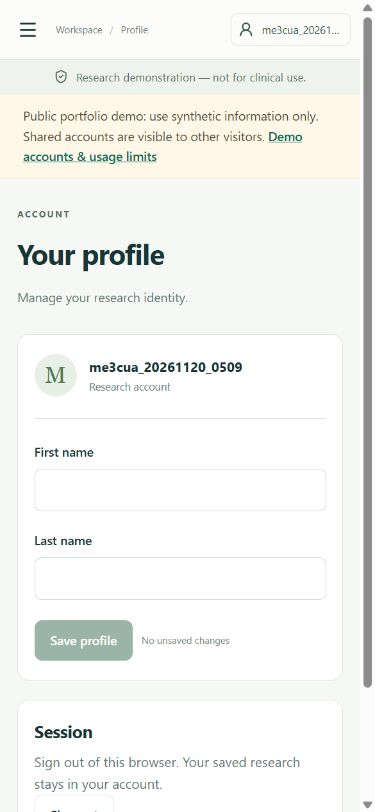 Workspace / Profile
me3cua_20261...
Research demonstration — not for clinical use.
Public portfolio demo: use synthetic information only.
Shared accounts are visible to other visitors. Demo
accounts & usage limits
ACCOUNT
Your profile
Manage your research identity.
M
me3cua_20261120_0509
Research account
First name
Last name
Save profile
No unsaved changes
Session
Sign out of this browser. Your saved research
stays in your account.